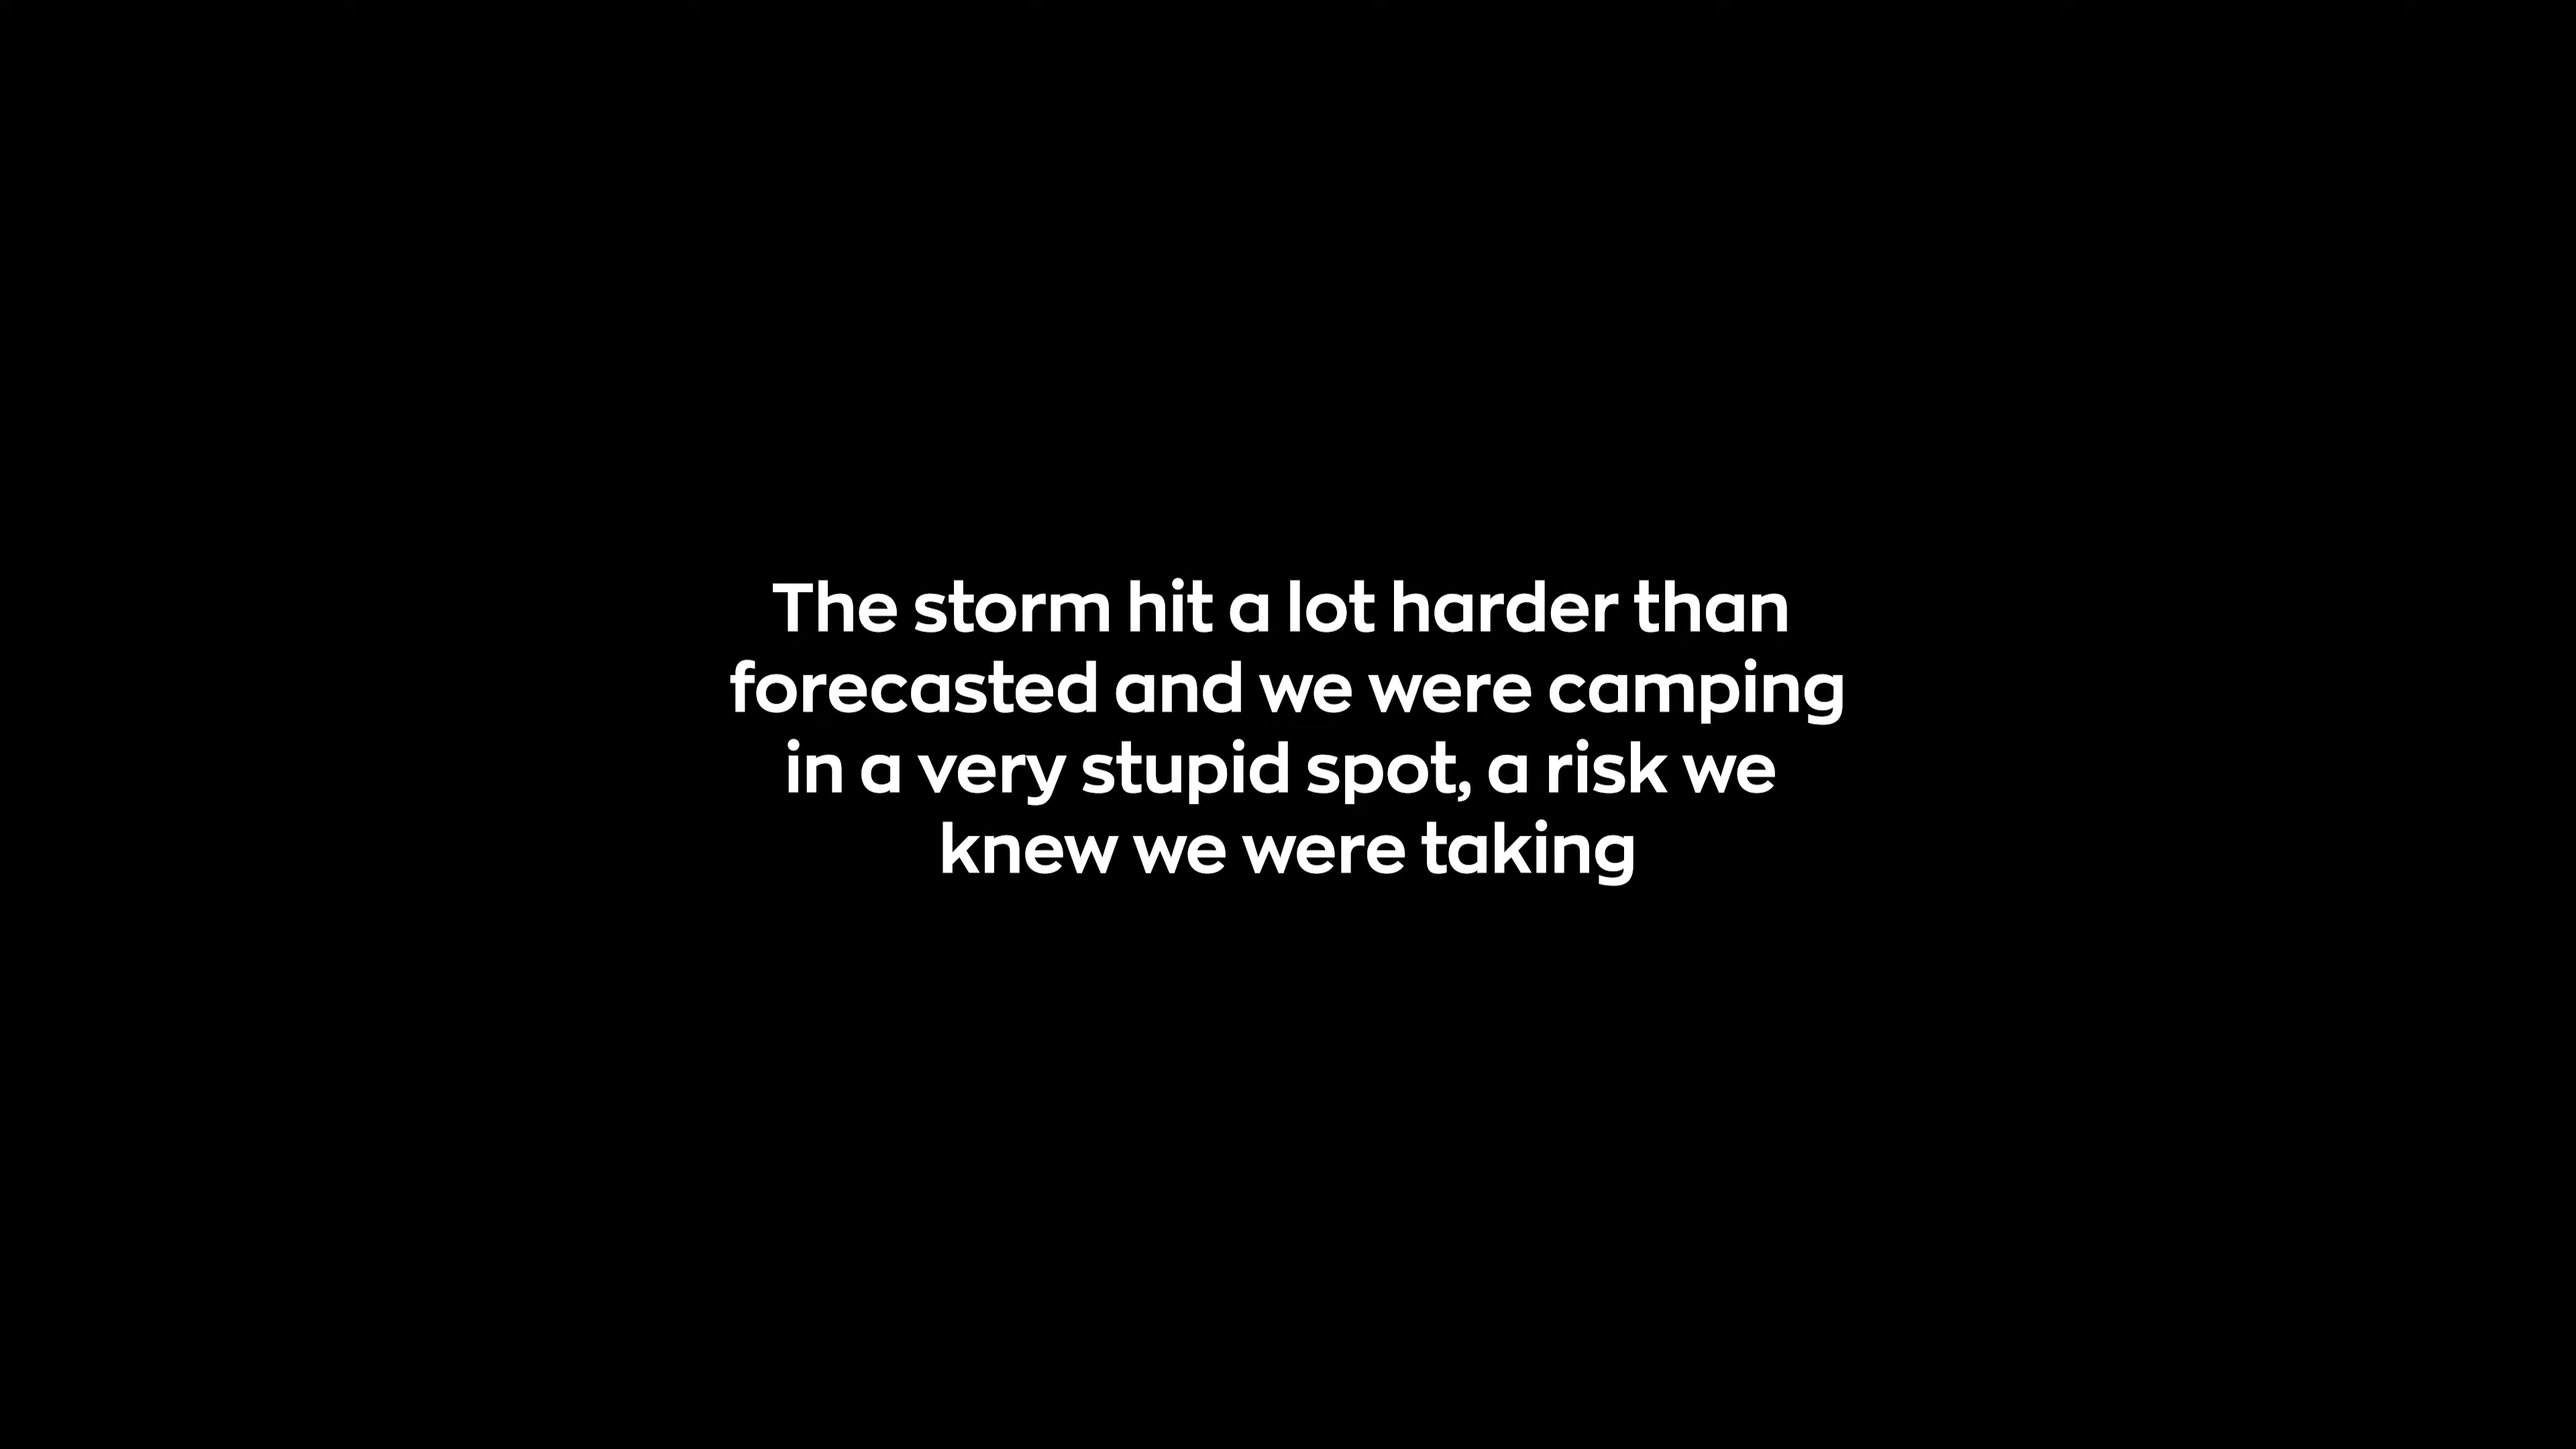 The storm hit a lot harder than
forecasted and we were camping
in a very stupid spot, a risk we
knew we were taking